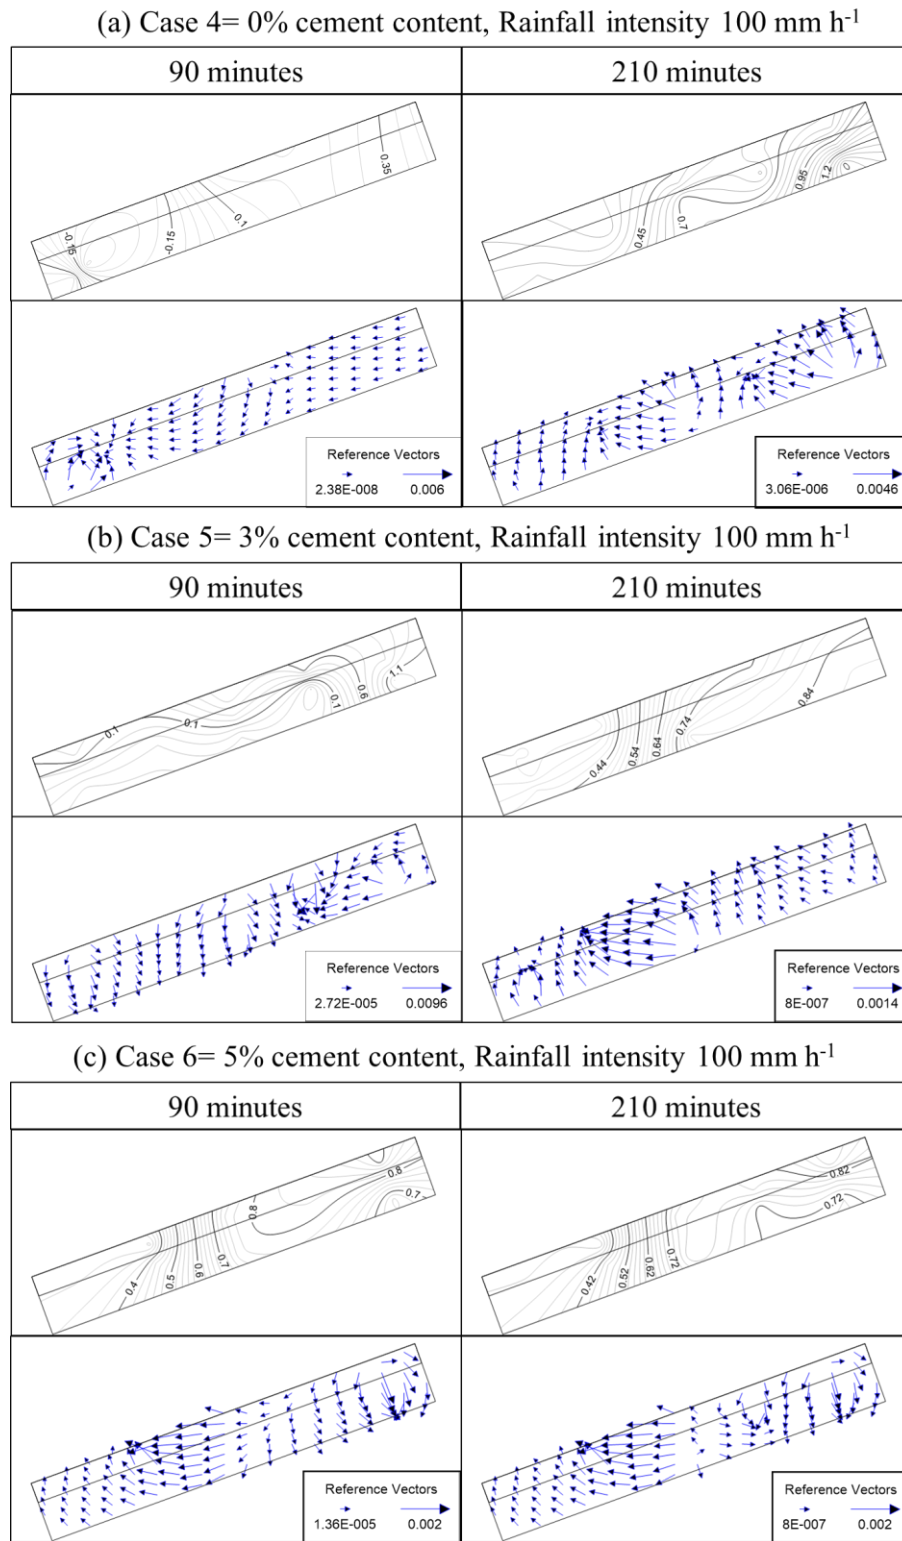 (a) Case 4= 0% cement content, Rainfall intensity 100 mm h-1
90 minutes 210 minutes
-0.15 -0.15 0.1 0.35
0.45 0.7 0.95 1.2 0
Reference Vectors
2.38E-008 0.006
Reference Vectors
3.06E-006 0.0046
(b) Case 5= 3% cement content, Rainfall intensity 100 mm h-1
90 minutes 210 minutes
0.1 0.1 0.1 0.6 1.1
0.44 0.54 0.64 0.74 0.84
Reference Vectors
2.72E-005 0.0096
Reference Vectors
8E-007 0.0014
(c) Case 6= 5% cement content, Rainfall intensity 100 mm h-1
90 minutes 210 minutes
0.4 0.5 0.6 0.7 0.8 0.8 0.7
0.42 0.52 0.62 0.72 0.82 0.72
Reference Vectors
1.36E-005 0.002
Reference Vectors
8E-007 0.002